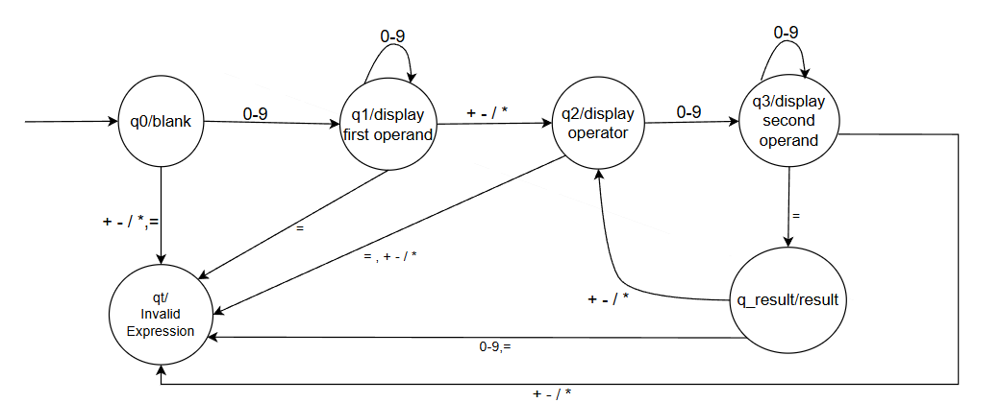 0-9
0-9
q0/blank
0-9
q1/display
first operand
+ - / *
q2/display
operator
0-9
q3/display
second
operand
+ - / *,=
=
= , + - / *
=
qt/
Invalid
Expression
+ - / *
q_result/result
0-9,=
+ - / *